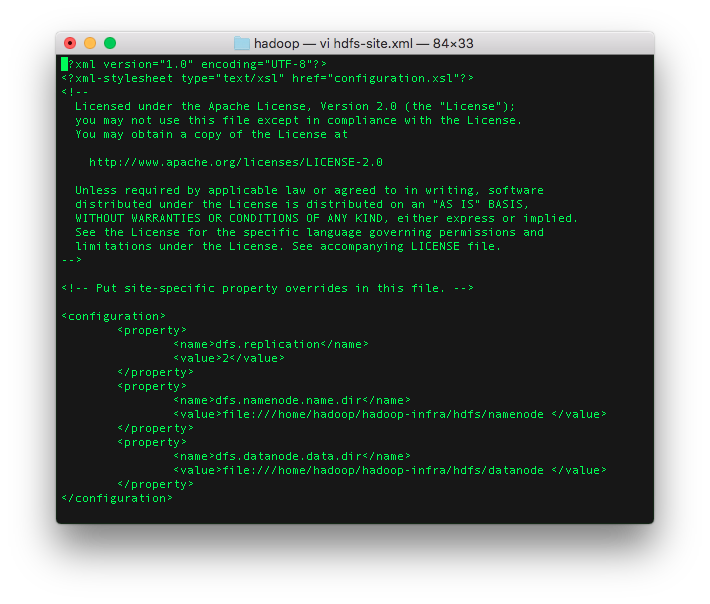 hadoop — vi hdfs-site.xml — 84×33
<?xml version="1.0" encoding="UTF-8"?>
<?xml-stylesheet type="text/xsl" href="configuration.xsl"?>
<!--
  Licensed under the Apache License, Version 2.0 (the "License");
  you may not use this file except in compliance with the License.
  You may obtain a copy of the License at

    http://www.apache.org/licenses/LICENSE-2.0

  Unless required by applicable law or agreed to in writing, software
  distributed under the License is distributed on an "AS IS" BASIS,
  WITHOUT WARRANTIES OR CONDITIONS OF ANY KIND, either express or implied.
  See the License for the specific language governing permissions and
  limitations under the License. See accompanying LICENSE file.
-->

<!-- Put site-specific property overrides in this file. -->

<configuration>
        <property>
                <name>dfs.replication</name>
                <value>2</value>
        </property>
        <property>
                <name>dfs.namenode.name.dir</name>
                <value>file:///home/hadoop/hadoop-infra/hdfs/namenode </value>
        </property>
        <property>
                <name>dfs.datanode.data.dir</name>
                <value>file:///home/hadoop/hadoop-infra/hdfs/datanode </value>
        </property>
</configuration>